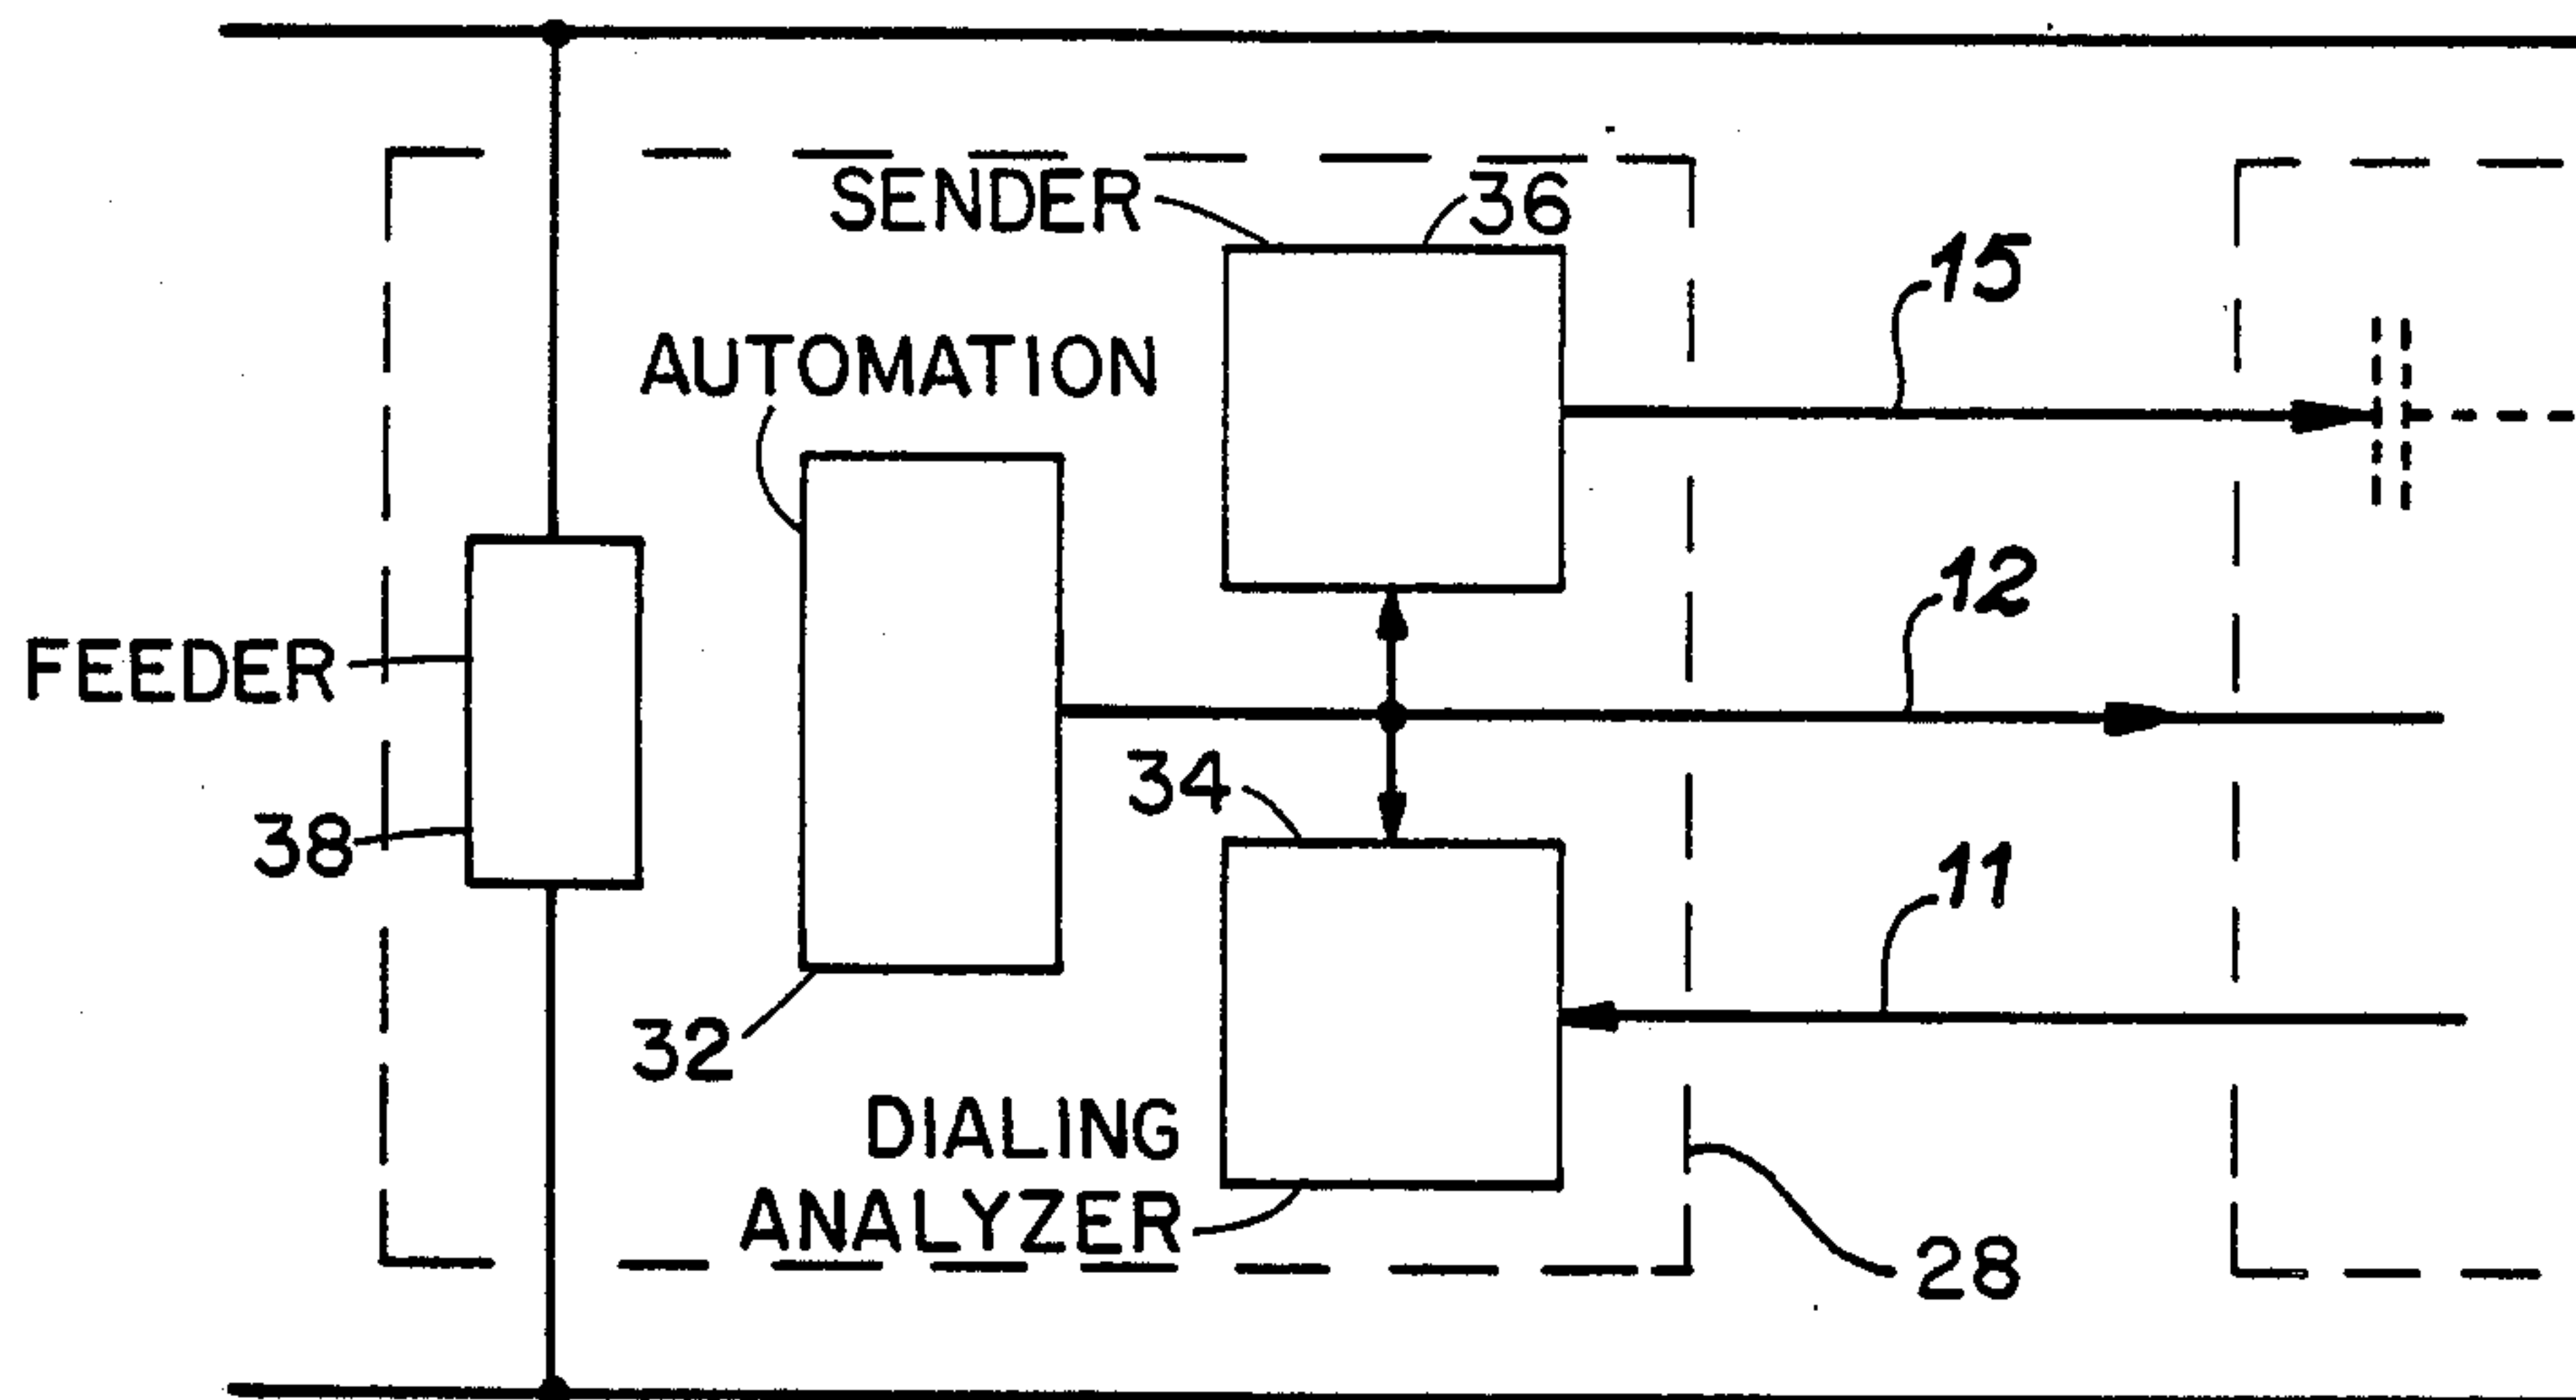 SENDER
36
15
AUTOMATION
12
FEEDER
34
38
11
32
DIALING
ANALYZER
28